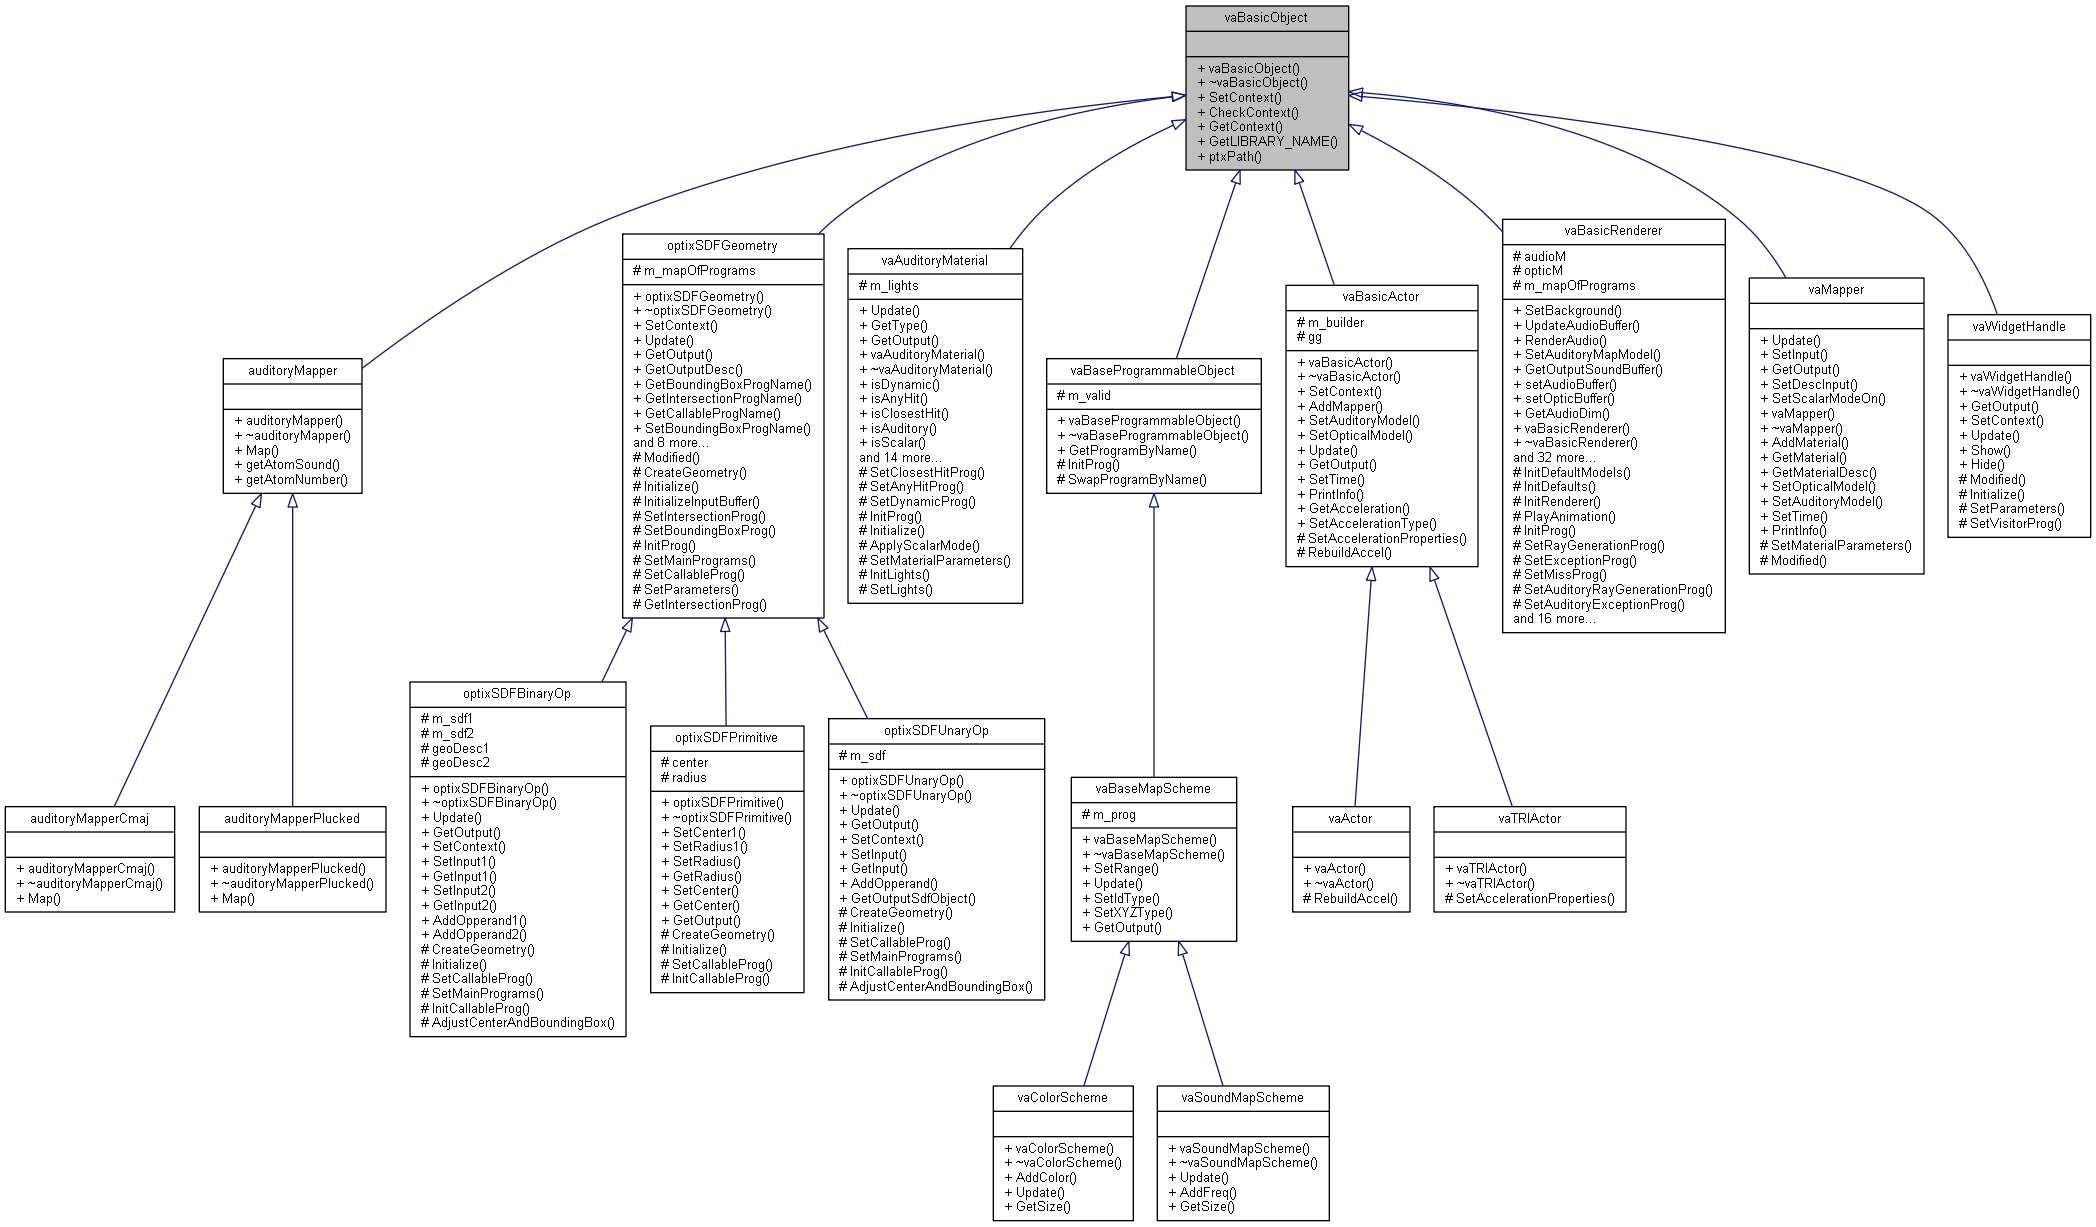 vaBasicObject
+ vaBasicObject()
+ ~vaBasicObject()
+ SetContext()
+ CheckContext()
+ GetContext()
+ GetLIBRARY_NAME()
+ ptxPath()
auditoryMapper
+ auditoryMapper()
+ ~auditoryMapper()
+ Map()
+ getAtomSound()
+ getAtomNumber()
optixSDFGeometry
# m_mapOfPrograms
+ optixSDFGeometry()
+ ~optixSDFGeometry()
+ SetContext()
+ Update()
+ GetOutput()
+ GetOutputDesc()
+ GetBoundingBoxProgName()
+ GetIntersectionProgName()
+ GetCallableProgName()
+ SetBoundingBoxProgName()
and 8 more...
# Modified()
# CreateGeometry()
# Initialize()
# InitializeInputBuffer()
# SetIntersectionProg()
# SetBoundingBoxProg()
# InitProg()
# SetMainPrograms()
# SetCallableProg()
# SetParameters()
# GetIntersectionProg()
vaAuditoryMaterial
# m_lights
+ Update()
+ GetType()
+ GetOutput()
+ vaAuditoryMaterial()
+ ~vaAuditoryMaterial()
+ isDynamic()
+ isAnyHit()
+ isClosestHit()
+ isAuditory()
+ isScalar()
and 14 more...
# SetClosestHitProg()
# SetAnyHitProg()
# SetDynamicProg()
# InitProg()
# Initialize()
# ApplyScalarMode()
# SetMaterialParameters()
# InitLights()
# SetLights()
vaBaseProgrammableObject
# m_valid
+ vaBaseProgrammableObject()
+ ~vaBaseProgrammableObject()
+ GetProgramByName()
# InitProg()
# SwapProgramByName()
vaBasicActor
# m_builder
# gg
+ vaBasicActor()
+ ~vaBasicActor()
+ SetContext()
+ AddMapper()
+ SetAuditoryModel()
+ SetOpticalModel()
+ Update()
+ GetOutput()
+ SetTime()
+ PrintInfo()
+ GetAcceleration()
+ SetAccelerationType()
# SetAccelerationProperties()
# RebuildAccel()
vaBasicRenderer
# audioM
# opticM
# m_mapOfPrograms
+ SetBackground()
+ UpdateAudioBuffer()
+ RenderAudio()
+ SetAuditoryMapModel()
+ GetOutputSoundBuffer()
+ setAudioBuffer()
+ setOpticBuffer()
+ GetAudioDim()
+ vaBasicRenderer()
+ ~vaBasicRenderer()
and 32 more...
# InitDefaultModels()
# InitDefaults()
# InitRenderer()
# PlayAnimation()
# InitProg()
# SetRayGenerationProg()
# SetExceptionProg()
# SetMissProg()
# SetAuditoryRayGenerationProg()
# SetAuditoryExceptionProg()
and 16 more...
vaMapper
+ Update()
+ SetInput()
+ GetOutput()
+ SetDescInput()
+ SetScalarModeOn()
+ vaMapper()
+ ~vaMapper()
+ AddMaterial()
+ GetMaterial()
+ GetMaterialDesc()
+ SetOpticalModel()
+ SetAuditoryModel()
+ SetTime()
+ PrintInfo()
# SetMaterialParameters()
# Modified()
vaWidgetHandle
+ vaWidgetHandle()
+ ~vaWidgetHandle()
+ GetOutput()
+ SetContext()
+ Update()
+ Show()
+ Hide()
# Modified()
# Initialize()
# SetParameters()
# SetVisitorProg()
auditoryMapperCmaj
+ auditoryMapperCmaj()
+ ~auditoryMapperCmaj()
+ Map()
auditoryMapperPlucked
+ auditoryMapperPlucked()
+ ~auditoryMapperPlucked()
+ Map()
optixSDFBinaryOp
# m_sdf1
# m_sdf2
# geoDesc1
# geoDesc2
+ optixSDFBinaryOp()
+ ~optixSDFBinaryOp()
+ Update()
+ GetOutput()
+ SetContext()
+ SetInput1()
+ GetInput1()
+ SetInput2()
+ GetInput2()
+ AddOpperand1()
+ AddOpperand2()
# CreateGeometry()
# Initialize()
# SetCallableProg()
# SetMainPrograms()
# InitCallableProg()
# AdjustCenterAndBoundingBox()
optixSDFPrimitive
# center
# radius
+ optixSDFPrimitive()
+ ~optixSDFPrimitive()
+ SetCenter1()
+ SetRadius1()
+ SetRadius()
+ GetRadius()
+ SetCenter()
+ GetCenter()
+ GetOutput()
# CreateGeometry()
# Initialize()
# SetCallableProg()
# InitCallableProg()
optixSDFUnaryOp
# m_sdf
+ optixSDFUnaryOp()
+ ~optixSDFUnaryOp()
+ Update()
+ GetOutput()
+ SetContext()
+ SetInput()
+ GetInput()
+ AddOpperand()
+ GetOutputSdfObject()
# CreateGeometry()
# Initialize()
# SetCallableProg()
# SetMainPrograms()
# InitCallableProg()
# AdjustCenterAndBoundingBox()
vaBaseMapScheme
# m_prog
+ vaBaseMapScheme()
+ ~vaBaseMapScheme()
+ SetRange()
+ Update()
+ SetIdType()
+ SetXYZType()
+ GetOutput()
vaActor
+ vaActor()
+ ~vaActor()
# RebuildAccel()
vaTRIActor
+ vaTRIActor()
+ ~vaTRIActor()
# SetAccelerationProperties()
vaColorScheme
+ vaColorScheme()
+ ~vaColorScheme()
+ AddColor()
+ Update()
+ GetSize()
vaSoundMapScheme
+ vaSoundMapScheme()
+ ~vaSoundMapScheme()
+ Update()
+ AddFreq()
+ GetSize()